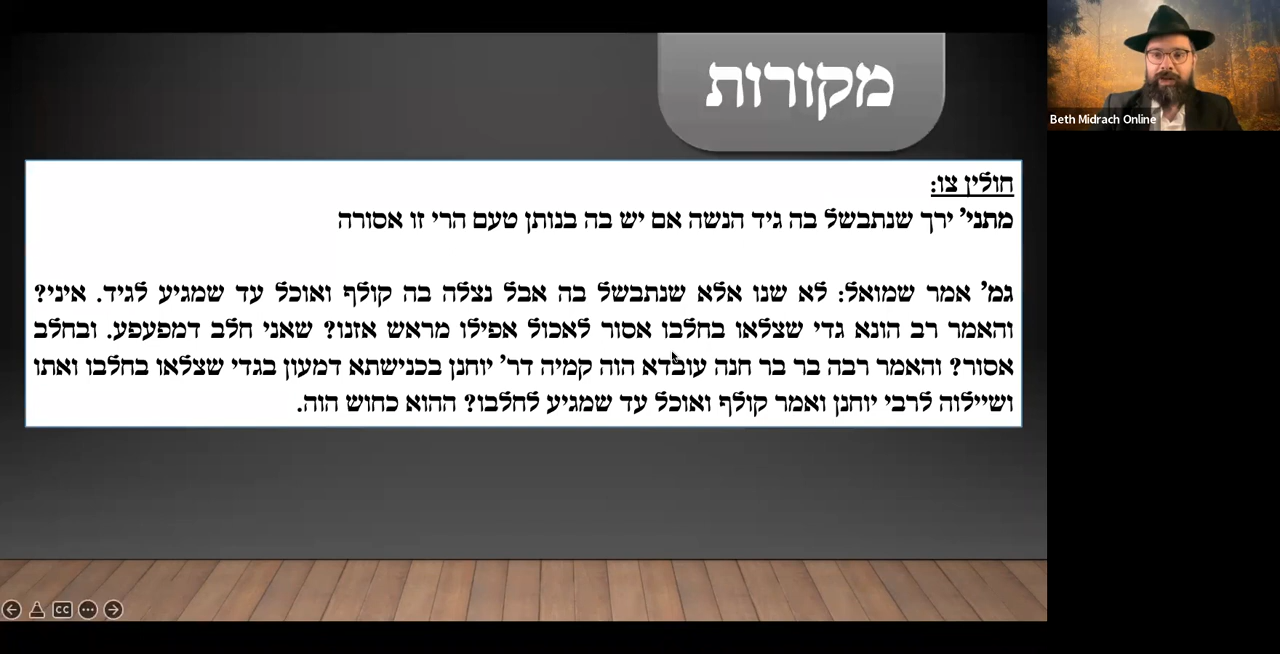 מקורות
חולין צו:
מתני' ירך שנתבשל בה גיד הנשה אם יש בה בנותן טעם הרי זו אסורה
גמ' אמר שמואל: לא שנו אלא שנתבשל בה אבל נצלה בה קולף ואוכל עד שמגיע לגיד. איני?
והאמר רב הונא גדי שצלאו בחלבו אסור לאכול אפילו מראש אזנו? שאני חלב דמפעפע. ובחלב
אסור? והאמר רבה בר בר חנה עובדא הוה קמיה דר' יוחנן בכנישתא דמעון בגדי שצלאו בחלבו ואתו
ושיילוה לרבי יוחנן ואמר קולף ואוכל עד שמגיע לחלבו? ההוא כחוש הוה.
Beth Midrach Online
CC